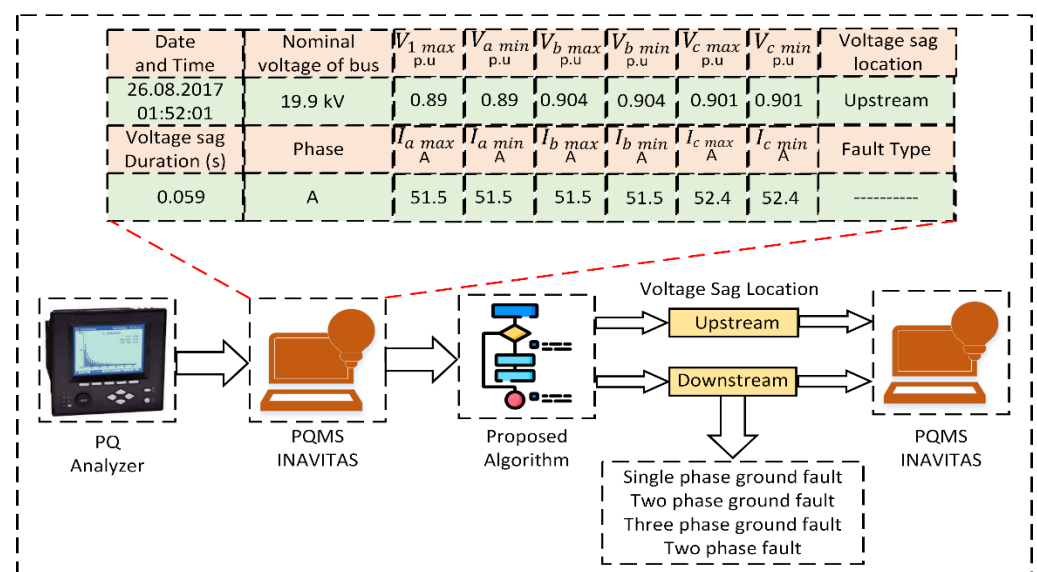 Date and Time Nominal voltage of bus V1 max p.u Va min p.u Vb max p.u Vb min p.u Vc max p.u Vc min p.u Voltage sag location
26.08.2017 01:52:01 19.9 kV 0.89 0.89 0.904 0.904 0.901 0.901 Upstream
Voltage sag Duration (s) Phase Ia max A Ia min A Ib max A Ib min A Ic max A Ic min A Fault Type
0.059 A 51.5 51.5 51.5 51.5 52.4 52.4 ----------
Voltage Sag Location
Upstream
Downstream
PQ
Analyzer
PQMS
INAVITAS
Proposed
Algorithm
PQMS
INAVITAS
Single phase ground fault
Two phase ground fault
Three phase ground fault
Two phase fault